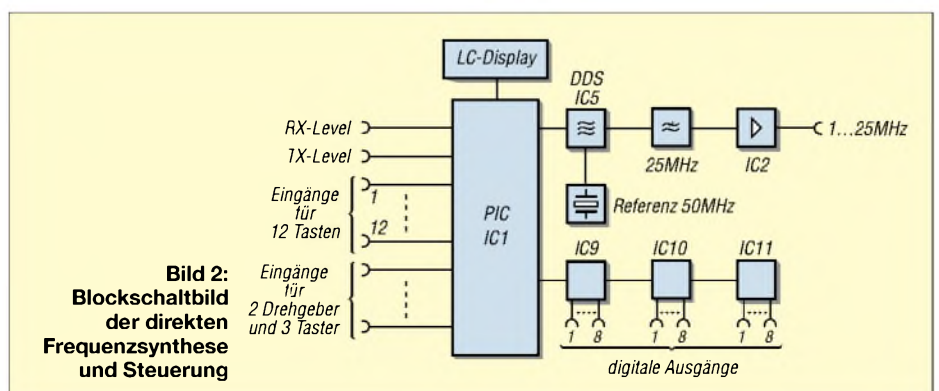 LC-Display
DDS
IC5
RX-Level
TX-Level
1...25MHz
25MHz
IC2
Eingänge
für
12 Tasten
1
12
PIC
IC1
Referenz 50MHz
IC9
IC10
IC11
Eingänge
für
2 Drehgeber
und 3 Taster
1
8
1
8
1
8
digitale Ausgänge
Bild 2:
Blockschaltbild
der direkten
Frequenzsynthese
und Steuerung